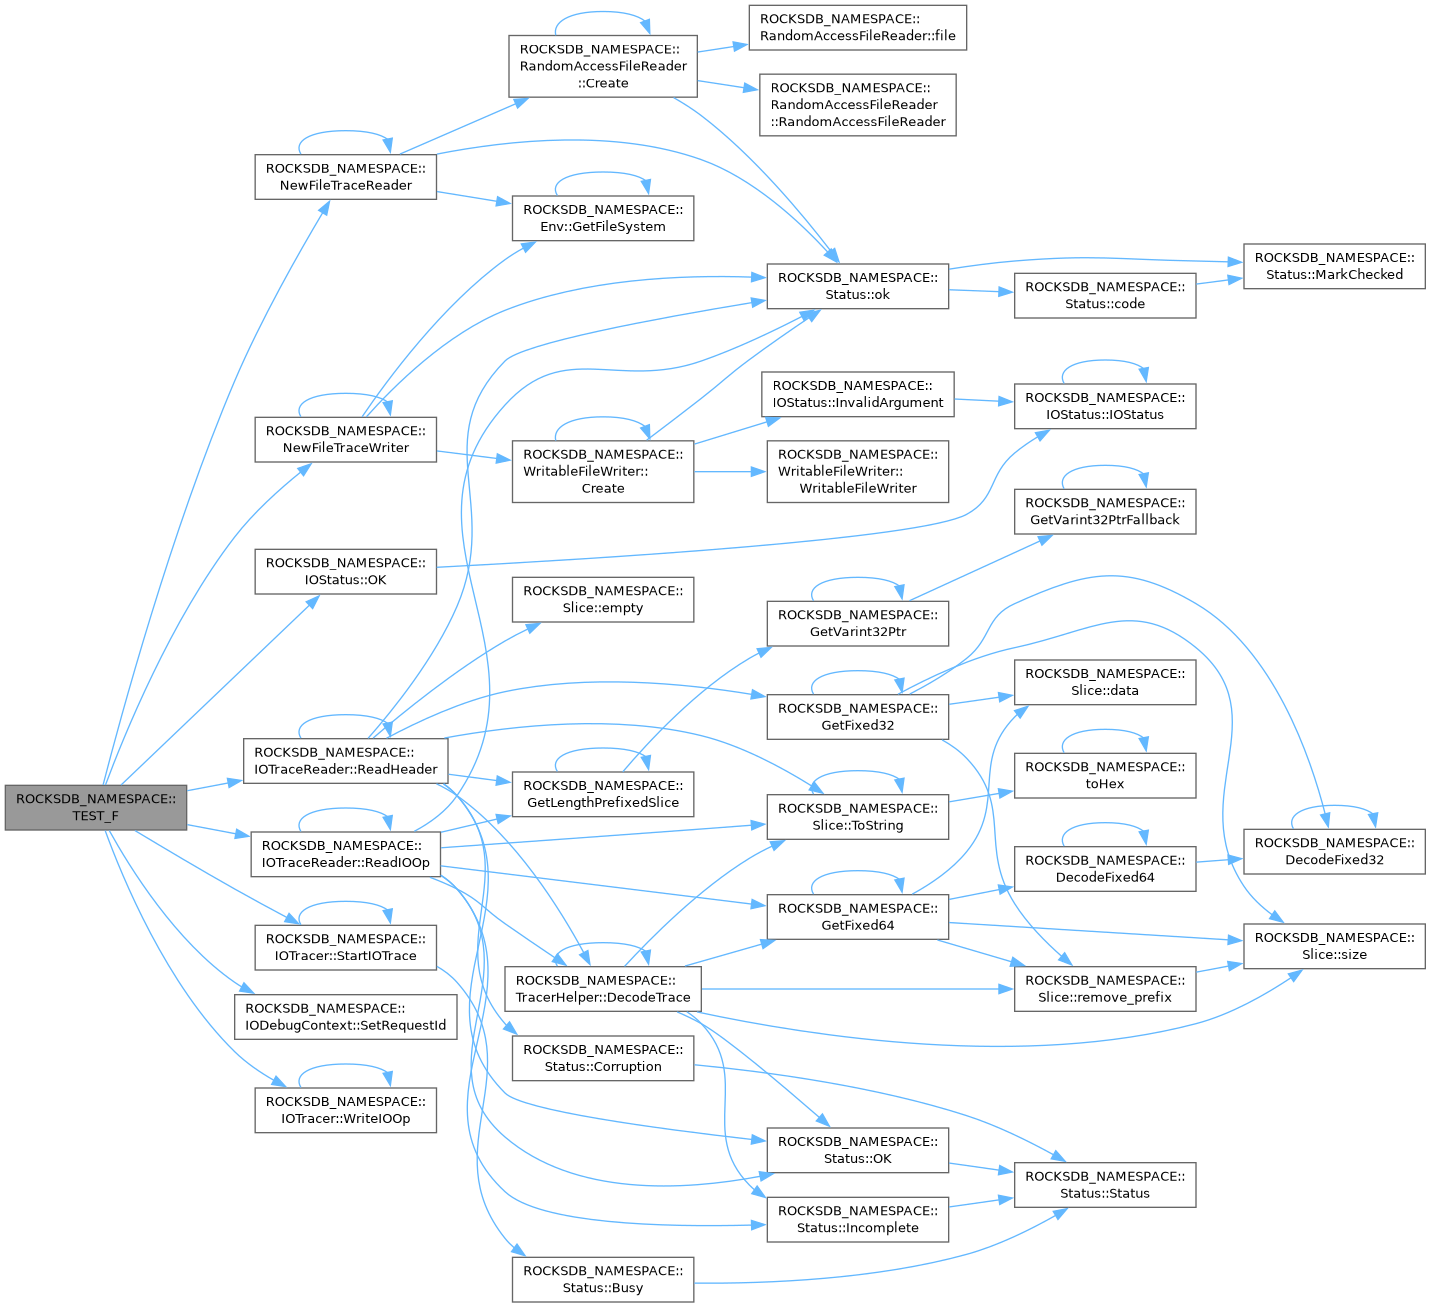 ROCKSDB_NAMESPACE::
TEST_F
ROCKSDB_NAMESPACE::
NewFileTraceReader
ROCKSDB_NAMESPACE::
NewFileTraceWriter
ROCKSDB_NAMESPACE::
IOStatus::OK
ROCKSDB_NAMESPACE::
IOTraceReader::ReadHeader
ROCKSDB_NAMESPACE::
IOTraceReader::ReadIOOp
ROCKSDB_NAMESPACE::
IOTracer::StartIOTrace
ROCKSDB_NAMESPACE::
IODebugContext::SetRequestId
ROCKSDB_NAMESPACE::
IOTracer::WriteIOOp
ROCKSDB_NAMESPACE::
RandomAccessFileReader
::Create
ROCKSDB_NAMESPACE::
Env::GetFileSystem
ROCKSDB_NAMESPACE::
WritableFileWriter::
Create
ROCKSDB_NAMESPACE::
Slice::empty
ROCKSDB_NAMESPACE::
GetLengthPrefixedSlice
ROCKSDB_NAMESPACE::
TracerHelper::DecodeTrace
ROCKSDB_NAMESPACE::
Status::Corruption
ROCKSDB_NAMESPACE::
Status::Busy
ROCKSDB_NAMESPACE::
RandomAccessFileReader::file
ROCKSDB_NAMESPACE::
RandomAccessFileReader
::RandomAccessFileReader
ROCKSDB_NAMESPACE::
Status::ok
ROCKSDB_NAMESPACE::
IOStatus::InvalidArgument
ROCKSDB_NAMESPACE::
WritableFileWriter::
WritableFileWriter
ROCKSDB_NAMESPACE::
GetVarint32Ptr
ROCKSDB_NAMESPACE::
GetFixed32
ROCKSDB_NAMESPACE::
Slice::ToString
ROCKSDB_NAMESPACE::
GetFixed64
ROCKSDB_NAMESPACE::
Status::OK
ROCKSDB_NAMESPACE::
Status::Incomplete
ROCKSDB_NAMESPACE::
Status::code
ROCKSDB_NAMESPACE::
IOStatus::IOStatus
ROCKSDB_NAMESPACE::
GetVarint32PtrFallback
ROCKSDB_NAMESPACE::
Slice::data
ROCKSDB_NAMESPACE::
toHex
ROCKSDB_NAMESPACE::
DecodeFixed64
ROCKSDB_NAMESPACE::
Slice::remove_prefix
ROCKSDB_NAMESPACE::
Status::Status
ROCKSDB_NAMESPACE::
Status::MarkChecked
ROCKSDB_NAMESPACE::
DecodeFixed32
ROCKSDB_NAMESPACE::
Slice::size